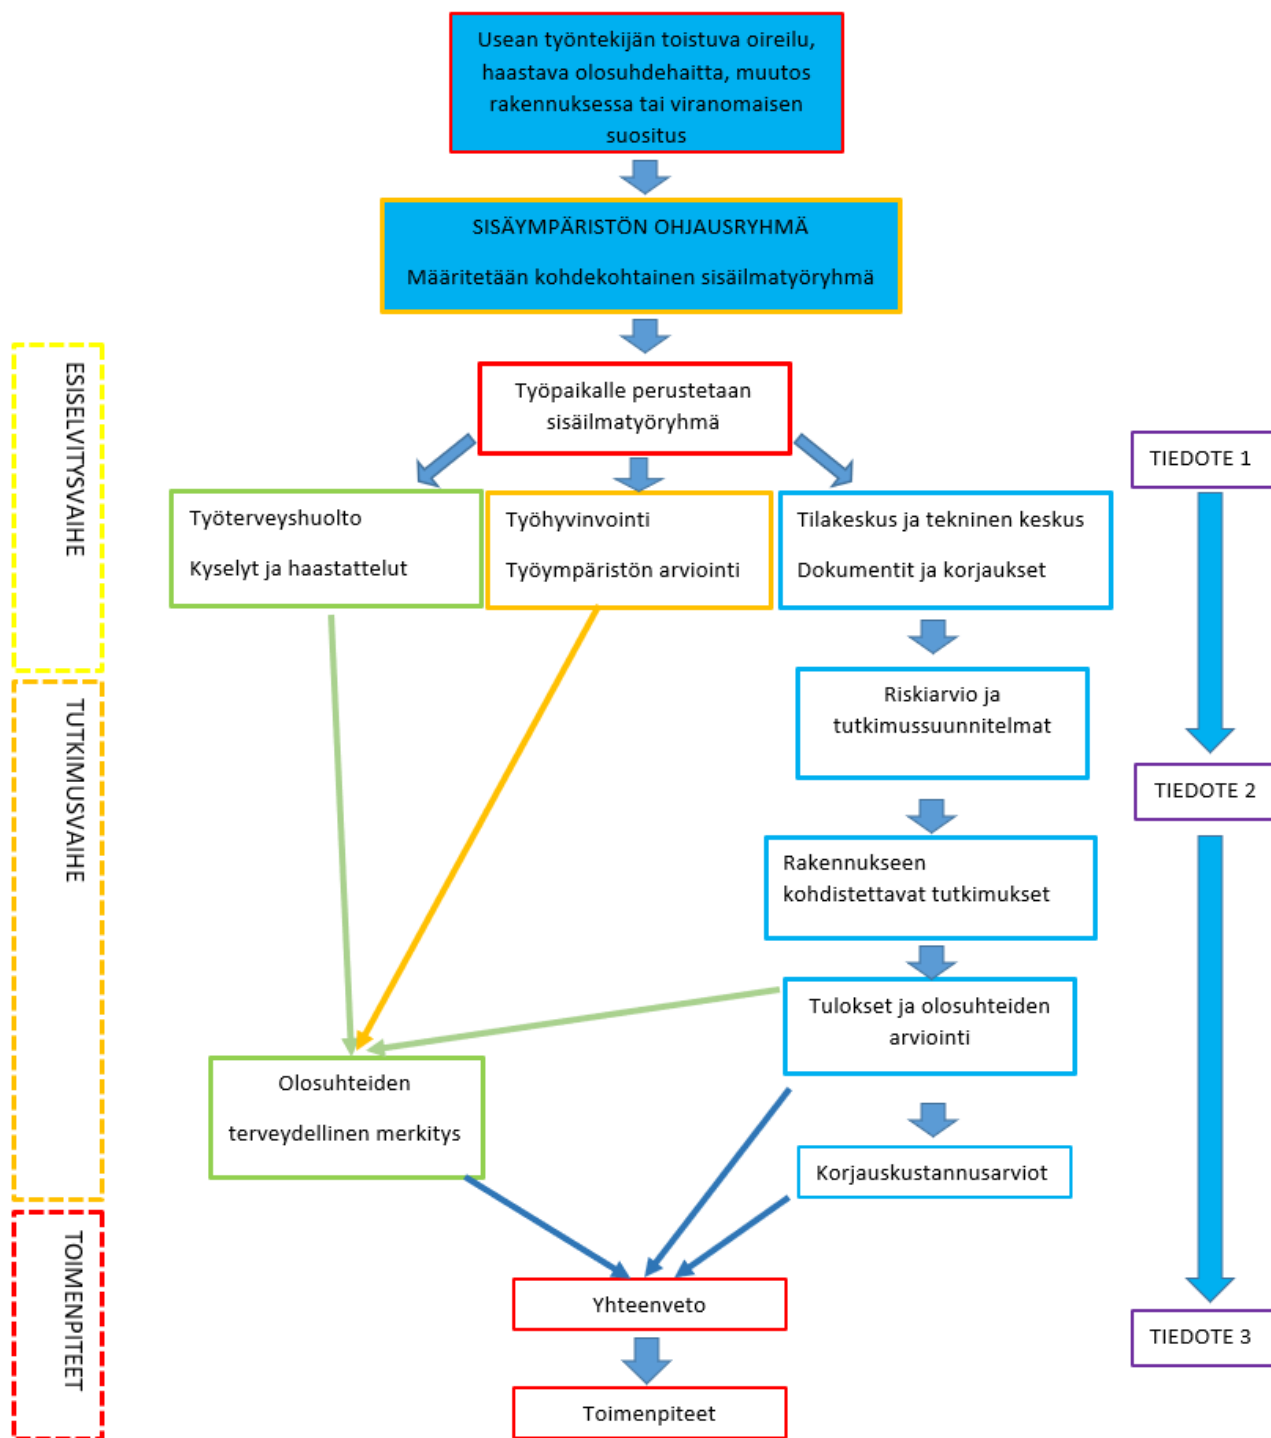 Usean työntekijän toistuva oireilu,
haastava olosuhdehaitta, muutos
rakennuksessa tai viranomaisen
suositus
SISÄYMPÄRISTÖN OHJAUSRYHMÄ
Määritetään kohdekohtainen sisäilmatyöryhmä
ESISELVITYSVAIHE
Työpaikalle perustetaan
sisäilmatyöryhmä
TIEDOTE 1
Työterveyshuolto
Kyselyt ja haastattelut
Työhyvinvointi
Työympäristön arviointi
Tilakeskus ja tekninen keskus
Dokumentit ja korjaukset
TUTKIMUSVAIHE
Riskiarvio ja
tutkimussuunnitelmat
TIEDOTE 2
Rakennukseen
kohdistettavat tutkimukset
Tulokset ja olosuhteiden
arviointi
Olosuhteiden
terveydellinen merkitys
Korjauskustannusarviot
TOIMENPITEET
Yhteenveto
TIEDOTE 3
Toimenpiteet